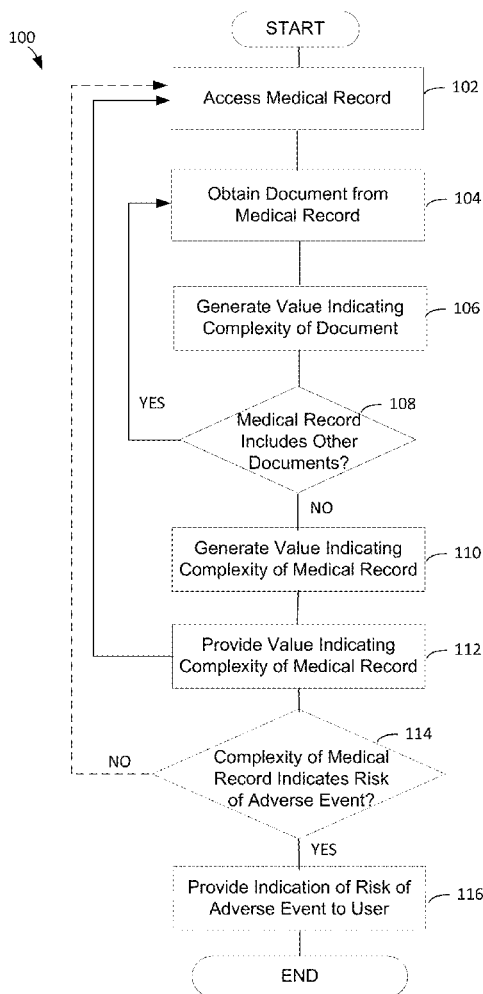 START
100
Access Medical Record
102
Obtain Document from
Medical Record
104
Generate Value Indicating
Complexity of Document
106
YES
108
Medical Record
Includes Other
Documents?
NO
Generate Value Indicating
Complexity of Medical Record
110
Provide Value Indicating
Complexity of Medical Record
112
114
NO
Complexity of Medical
Record Indicates Risk
of Adverse Event?
YES
Provide Indication of Risk of
Adverse Event to User
116
END